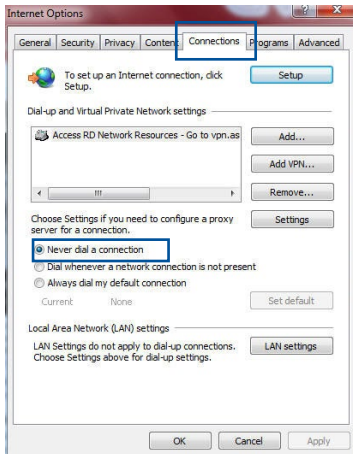 Internet Options
General Security Privacy Content Connections Programs Advanced
To set up an Internet connection, click
Setup.
Setup
Dial-up and Virtual Private Network settings
Access RD Network Resources - Go to vpn.as
Add...
Add VPN...
Remove...
Choose Settings if you need to configure a proxy
server for a connection.
Settings
Never dial a connection
Dial whenever a network connection is not present
Always dial my default connection
Current None
Set default
Local Area Network (LAN) settings
LAN Settings do not apply to dial-up connections.
Choose Settings above for dial-up settings.
LAN settings
OK Cancel Apply